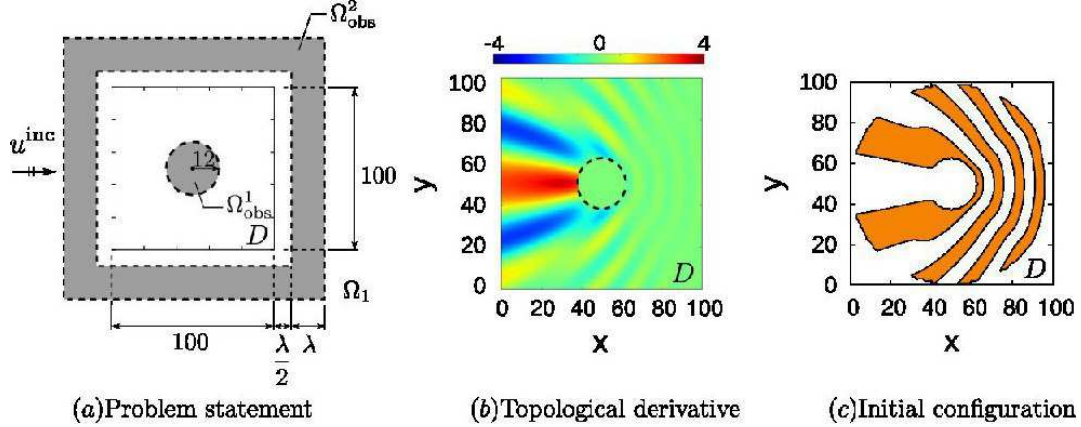 Ω²obs
uⁱⁿᶜ
12
Ω¹obs
D
100
Ω₁
100
λ/2
λ
(a)Problem statement
-4 0 4
100
80
60
y
40
20
0
D
0 20 40 60 80 100
x
(b)Topological derivative
100
80
60
y
40
20
0
D
0 20 40 60 80 100
x
(c)Initial configuration